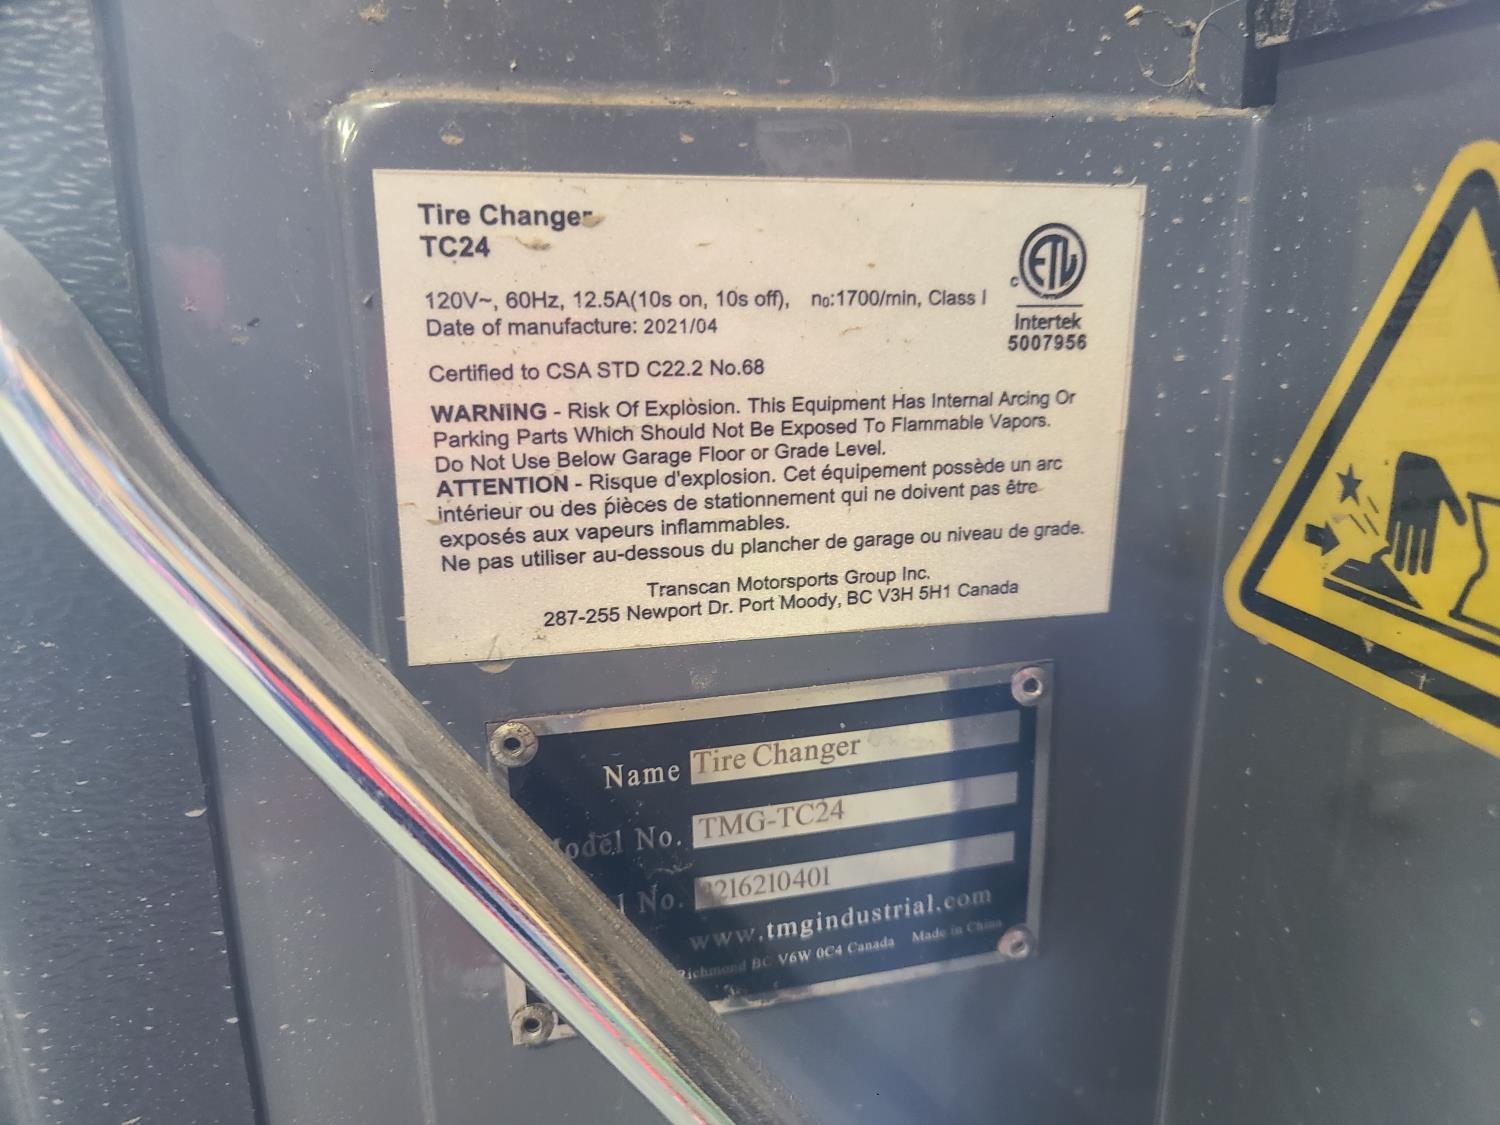 Tire Changer
TC24
120V~, 60Hz, 12.5A(10s on, 10s off), n₀:1700/min, Class I
Date of manufacture: 2021/04
c ETL
Intertek
5007956
Certified to CSA STD C22.2 No.68
WARNING - Risk Of Explosion. This Equipment Has Internal Arcing Or
Parking Parts Which Should Not Be Exposed To Flammable Vapors.
Do Not Use Below Garage Floor or Grade Level.
ATTENTION - Risque d'explosion. Cet équipement possède un arc
intérieur ou des pièces de stationnement qui ne doivent pas être
exposés aux vapeurs inflammables.
Ne pas utiliser au-dessous du plancher de garage ou niveau de grade.
Transcan Motorsports Group Inc.
287-255 Newport Dr. Port Moody, BC V3H 5H1 Canada
Name Tire Changer
Model No. TMG-TC24
No. 216210401
www.tmgindustrial.com
Richmond BC V6W 0C4 Canada Made in China